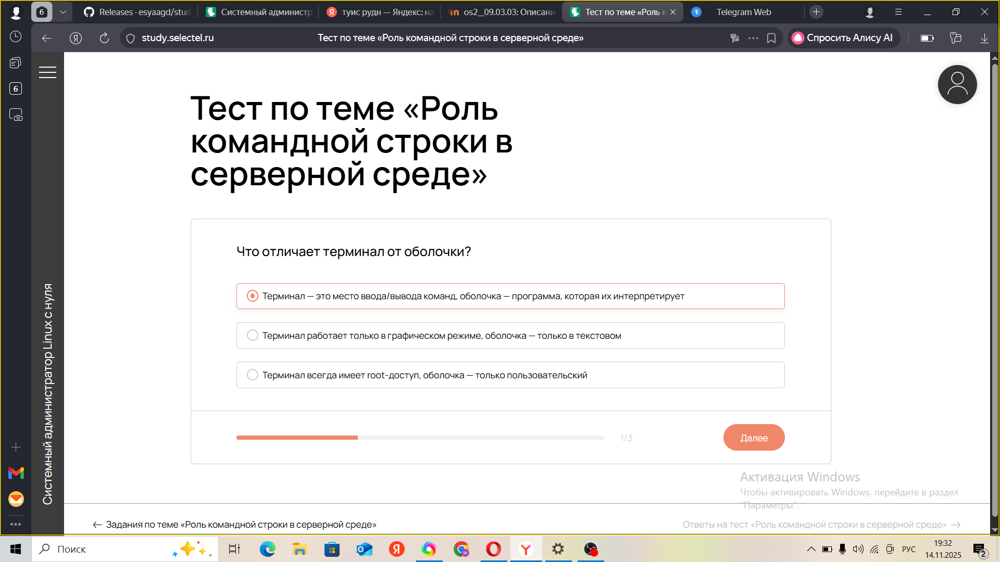 6
Releases · esyaagd/stud
Системный администр
туис рудн — Яндекс: на
os2__09.03.03: Описани
Тест по теме «Роль к
Telegram Web
study.selectel.ru
Тест по теме «Роль командной строки в серверной среде»
Спросить Алису AI
6
Системный администратор Linux с нуля
Тест по теме «Роль
командной строки в
серверной среде»
Что отличает терминал от оболочки?
Терминал — это место ввода/вывода команд, оболочка — программа, которая их интерпретирует
Терминал работает только в графическом режиме, оболочка — только в текстовом
Терминал всегда имеет root-доступ, оболочка — только пользовательский
1/3
Далее
Активация Windows
Чтобы активировать Windows, перейдите в раздел
"Параметры".
← Задания по теме «Роль командной строки в серверной среде»
Ответы на тест «Роль командной строки в серверной среде» →
Поиск
РУС
19:32
14.11.2025
2